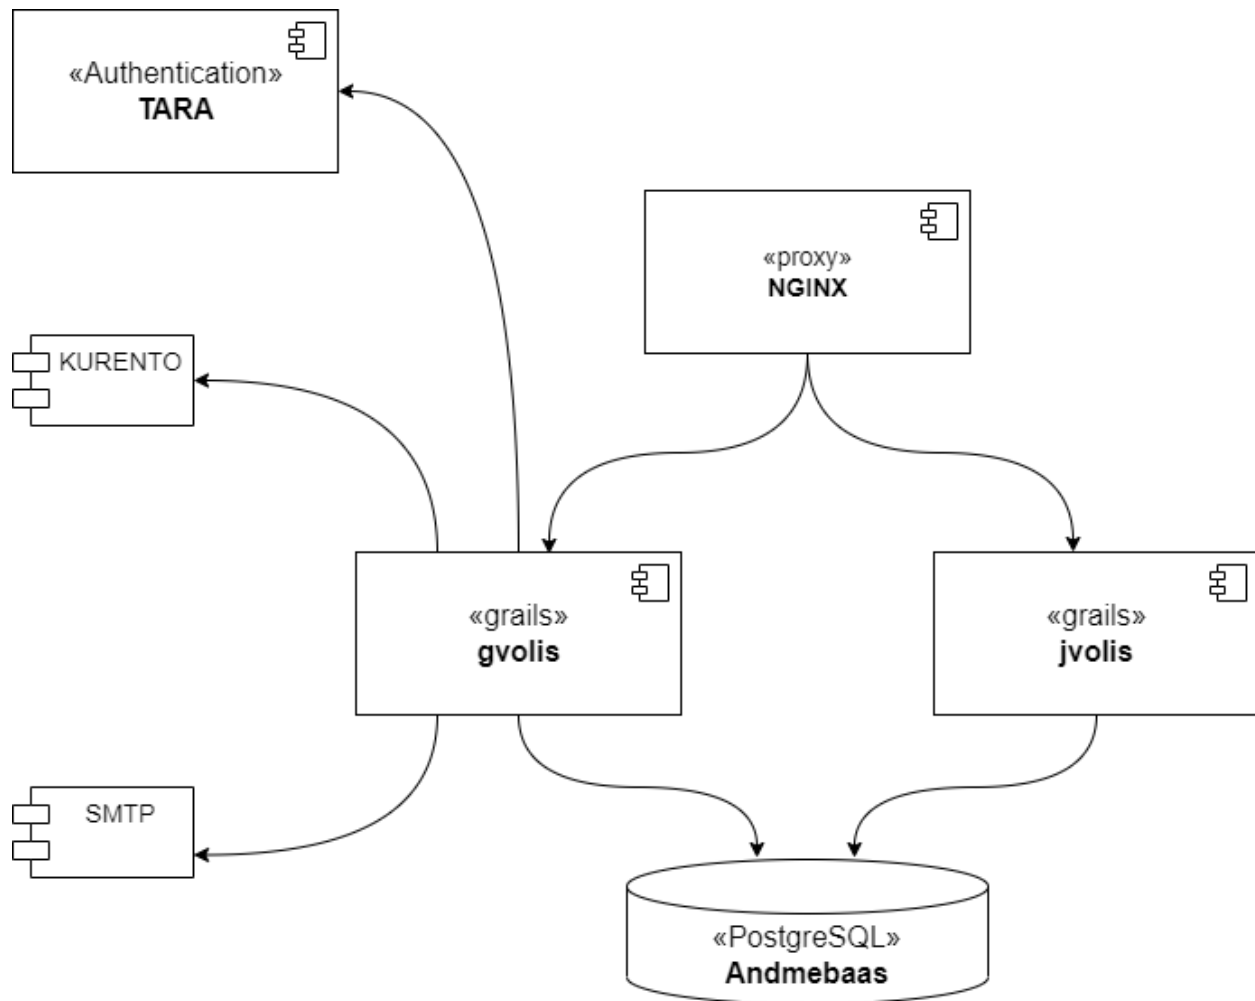 «Authentication»
TARA
«proxy»
NGINX
KURENTO
«grails»
gvolis
«grails»
jvolis
SMTP
«PostgreSQL»
Andmebaas